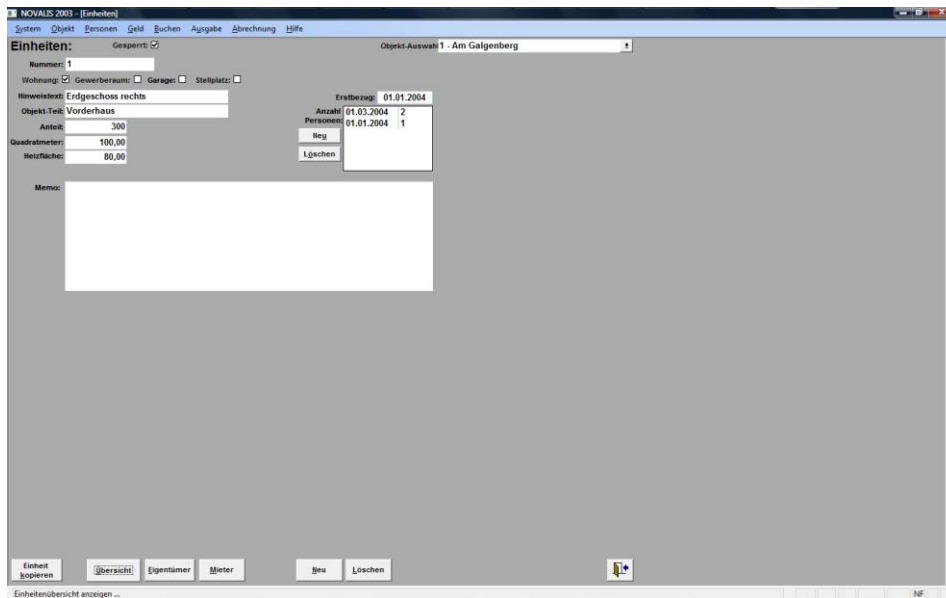 NOVALIS 2003 - [Einheiten]
System Objekt Personen Geld Buchen Ausgabe Abrechnung Hilfe
Einheiten: Gesperrt: Objekt-Auswahl 1 - Am Galgenberg
Nummer: 1
Wohnung: Gewerberaum: Garage: Stellplatz:
Hinweistext: Erdgeschoss rechts Erstbezug: 01.01.2004
Objekt-Teil: Vorderhaus Anzahl Personen: 01.03.2004 2
01.01.2004 1
Anteil: 300
Neu
Quadratmeter: 100,00
Löschen
Heizfläche: 80,00
Memo:
Einheit kopieren Übersicht Eigentümer Mieter Neu Löschen
Einheitenübersicht anzeigen ... NF